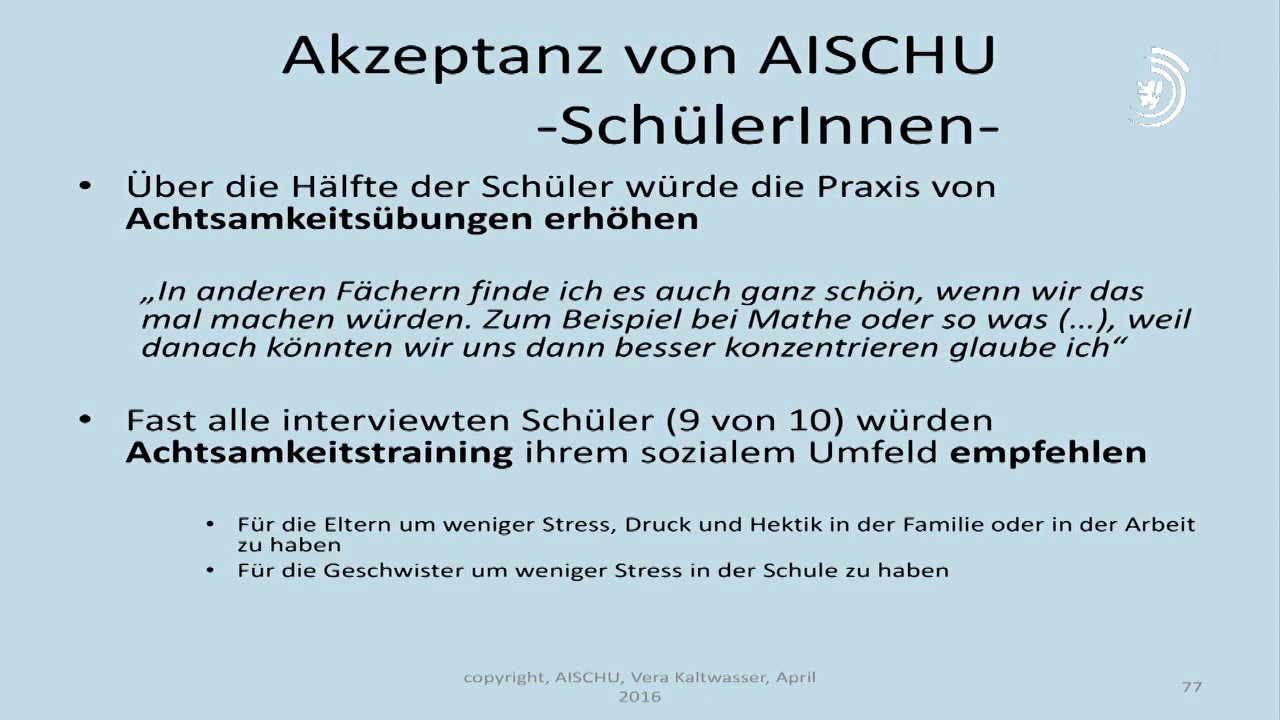 Akzeptanz von AISCHU
-SchülerInnen-
• Über die Hälfte der Schüler würde die Praxis von
Achtsamkeitsübungen erhöhen
„In anderen Fächern finde ich es auch ganz schön, wenn wir das
mal machen würden. Zum Beispiel bei Mathe oder so was (...), weil
danach könnten wir uns dann besser konzentrieren glaube ich“
• Fast alle interviewten Schüler (9 von 10) würden
Achtsamkeitstraining ihrem sozialem Umfeld empfehlen
• Für die Eltern um weniger Stress, Druck und Hektik in der Familie oder in der Arbeit
zu haben
• Für die Geschwister um weniger Stress in der Schule zu haben
copyright, AISCHU, Vera Kaltwasser, April
2016
77